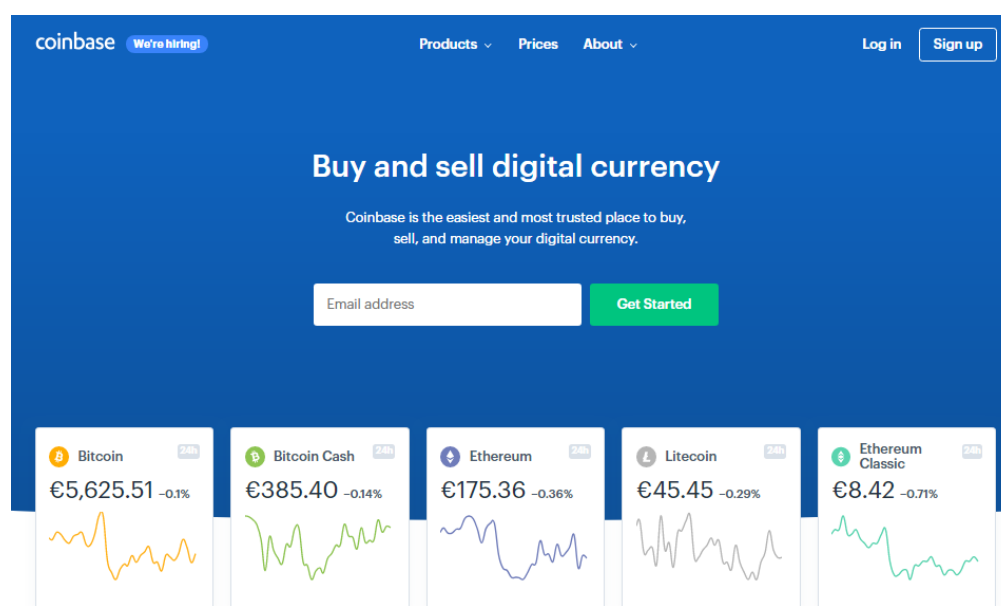 coinbase We're hiring! Products Prices About Log in Sign up
Buy and sell digital currency
Coinbase is the easiest and most trusted place to buy,
sell, and manage your digital currency.
Email address Get Started
Bitcoin 24h
€5,625.51 -0.1%
Bitcoin Cash 24h
€385.40 -0.14%
Ethereum 24h
€175.36 -0.36%
Litecoin 24h
€45.45 -0.29%
Ethereum 24h
Classic
€8.42 -0.71%